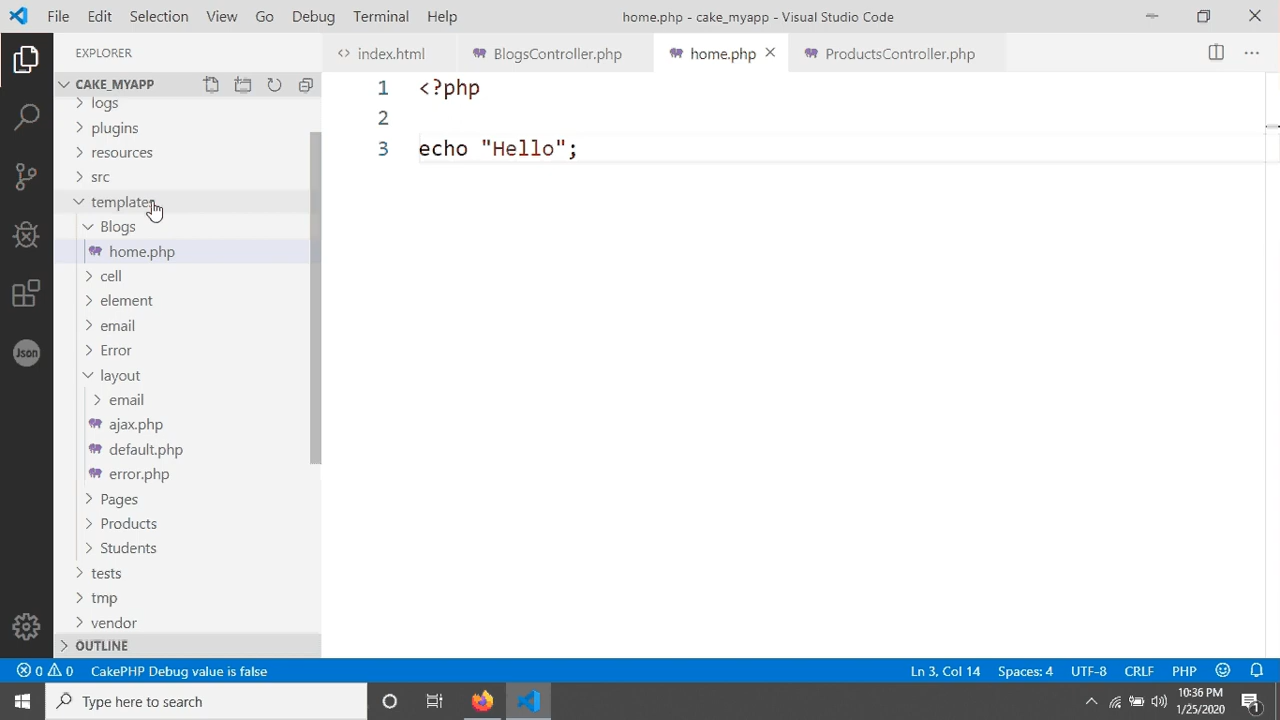 File Edit Selection View Go Debug Terminal Help home.php - cake_myapp - Visual Studio Code
EXPLORER
index.html BlogsController.php home.php ProductsController.php
CAKE_MYAPP
logs
plugins
resources
src
templates
Blogs
home.php
cell
element
email
Error
layout
email
ajax.php
default.php
error.php
Pages
Products
Students
tests
tmp
vendor
OUTLINE
1 <?php
2
3 echo "Hello";
Json
0 0 CakePHP Debug value is false Ln 3, Col 14 Spaces: 4 UTF-8 CRLF PHP
Type here to search
10:36 PM
1/25/2020
1